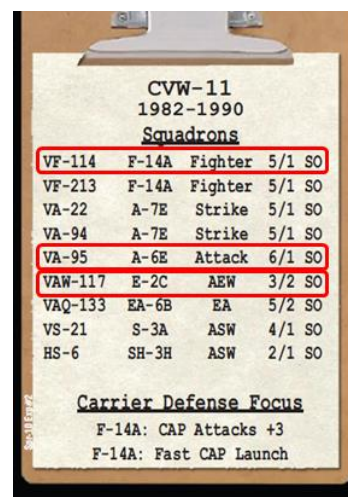 CVW-11
1982-1990
Squadrons
VF-114 F-14A Fighter 5/1 SO
VF-213 F-14A Fighter 5/1 SO
VA-22 A-7E Strike 5/1 SO
VA-94 A-7E Strike 5/1 SO
VA-95 A-6E Attack 6/1 SO
VAW-117 E-2C AEW 3/2 SO
VAQ-133 EA-6B EA 5/2 SO
VS-21 S-3A ASW 4/1 SO
HS-6 SH-3H ASW 2/1 SO
Carrier Defense Focus
F-14A: CAP Attacks +3
F-14A: Fast CAP Launch